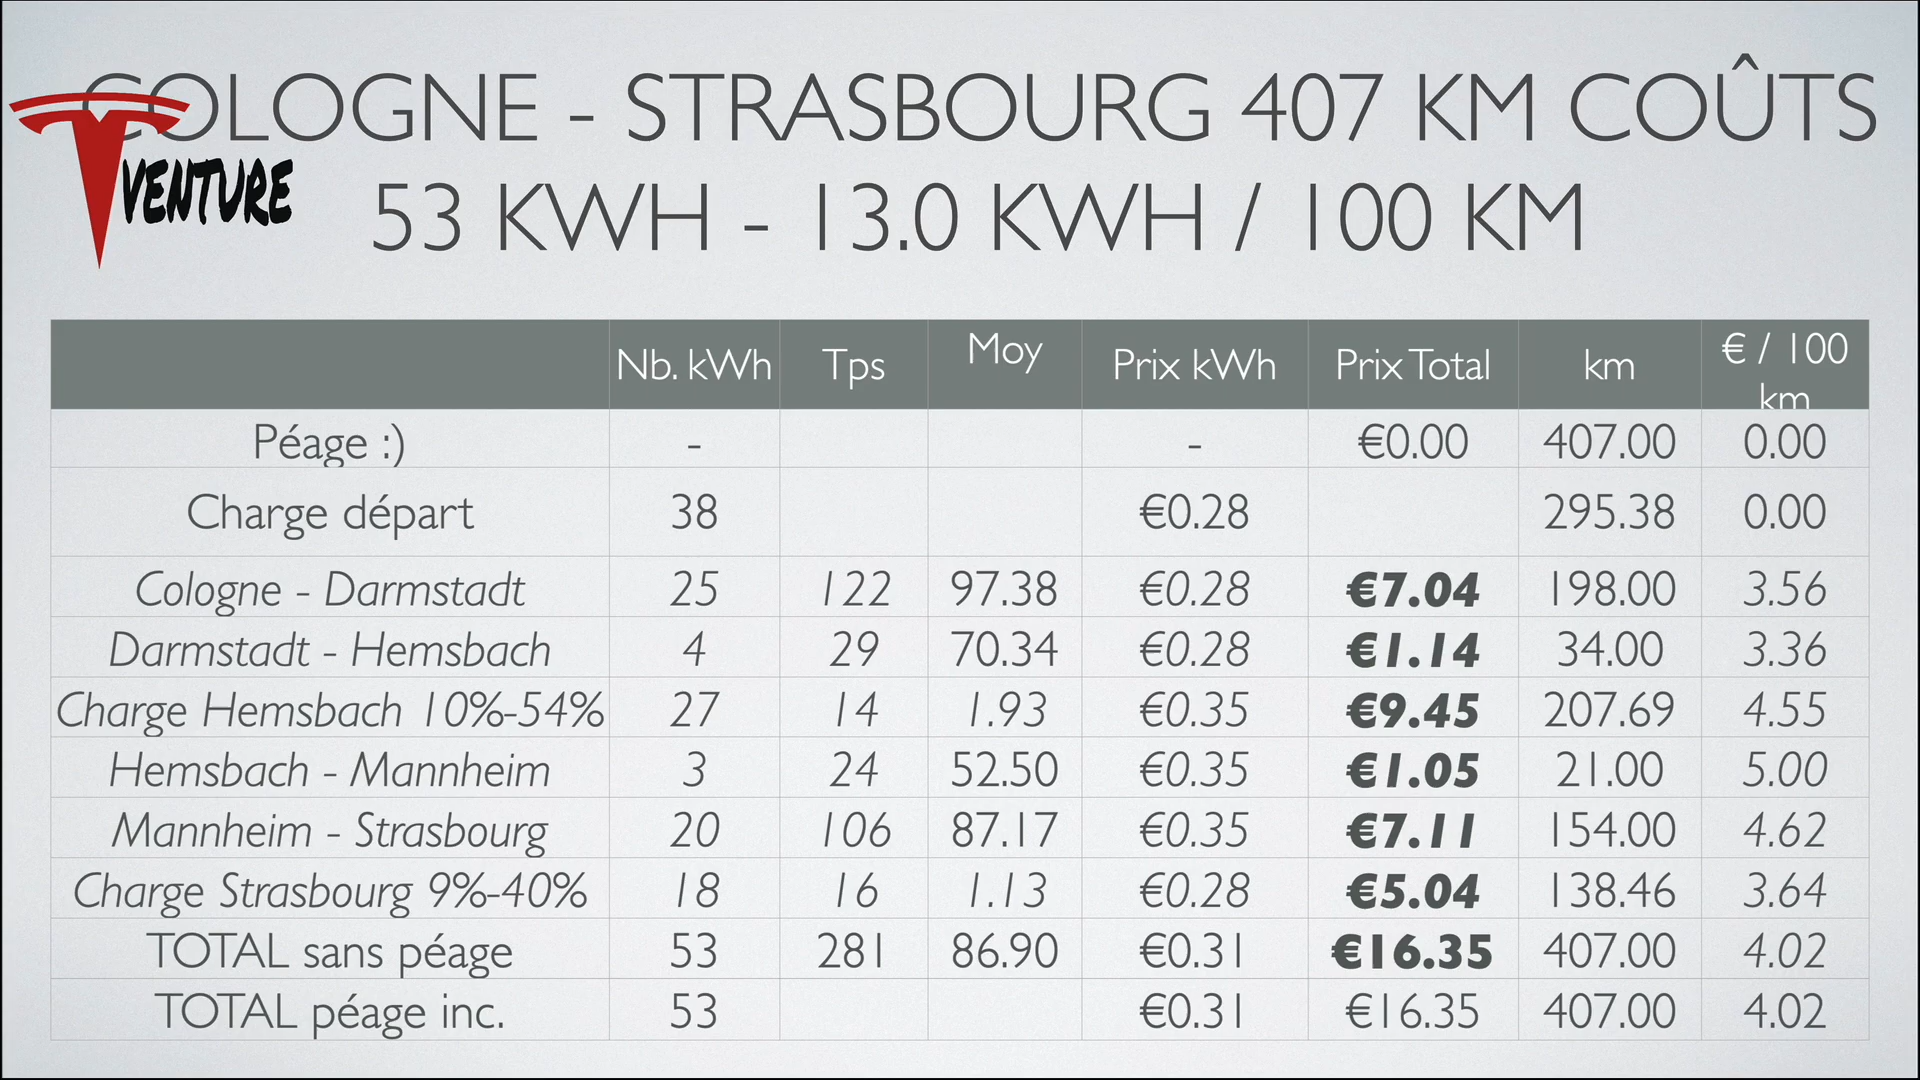 COLOGNE - STRASBOURG 407 KM COÛTS
VENTURE
53 KWH - 13.0 KWH / 100 KM
Nb. kWh Tps Moy Prix kWh Prix Total km € / 100 km
Péage :) - - €0.00 407.00 0.00
Charge départ 38 €0.28 295.38 0.00
Cologne - Darmstadt 25 122 97.38 €0.28 €7.04 198.00 3.56
Darmstadt - Hemsbach 4 29 70.34 €0.28 €1.14 34.00 3.36
Charge Hemsbach 10%-54% 27 14 1.93 €0.35 €9.45 207.69 4.55
Hemsbach - Mannheim 3 24 52.50 €0.35 €1.05 21.00 5.00
Mannheim - Strasbourg 20 106 87.17 €0.35 €7.11 154.00 4.62
Charge Strasbourg 9%-40% 18 16 1.13 €0.28 €5.04 138.46 3.64
TOTAL sans péage 53 281 86.90 €0.31 €16.35 407.00 4.02
TOTAL péage inc. 53 €0.31 €16.35 407.00 4.02